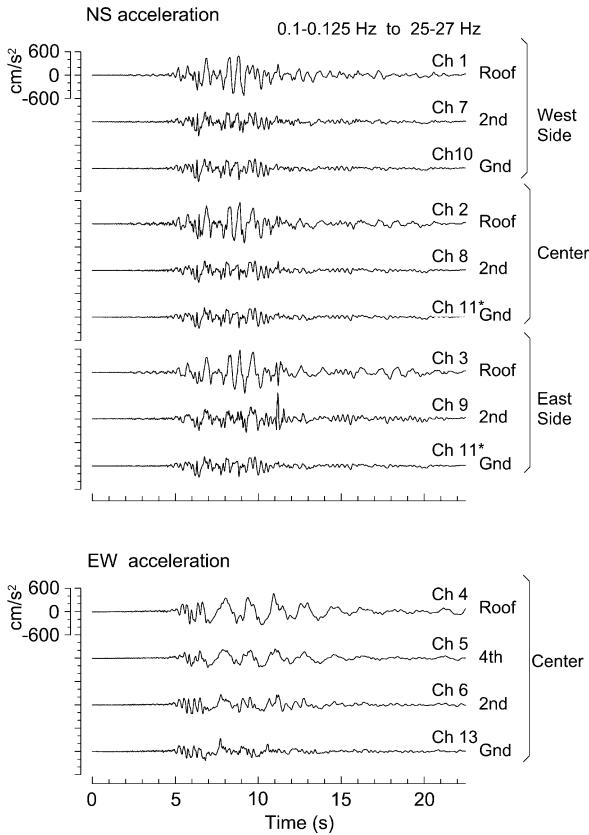 NS acceleration
0.1-0.125 Hz to 25-27 Hz
600
0
-600
cm/s²
Ch 1 Roof
Ch 7 2nd
Ch10 Gnd
West Side
Ch 2 Roof
Ch 8 2nd
Ch 11* Gnd
Center
Ch 3 Roof
Ch 9 2nd
Ch 11* Gnd
East Side
EW acceleration
600
0
-600
cm/s²
Ch 4 Roof
Ch 5 4th
Ch 6 2nd
Ch 13 Gnd
Center
0 5 10 15 20
Time (s)